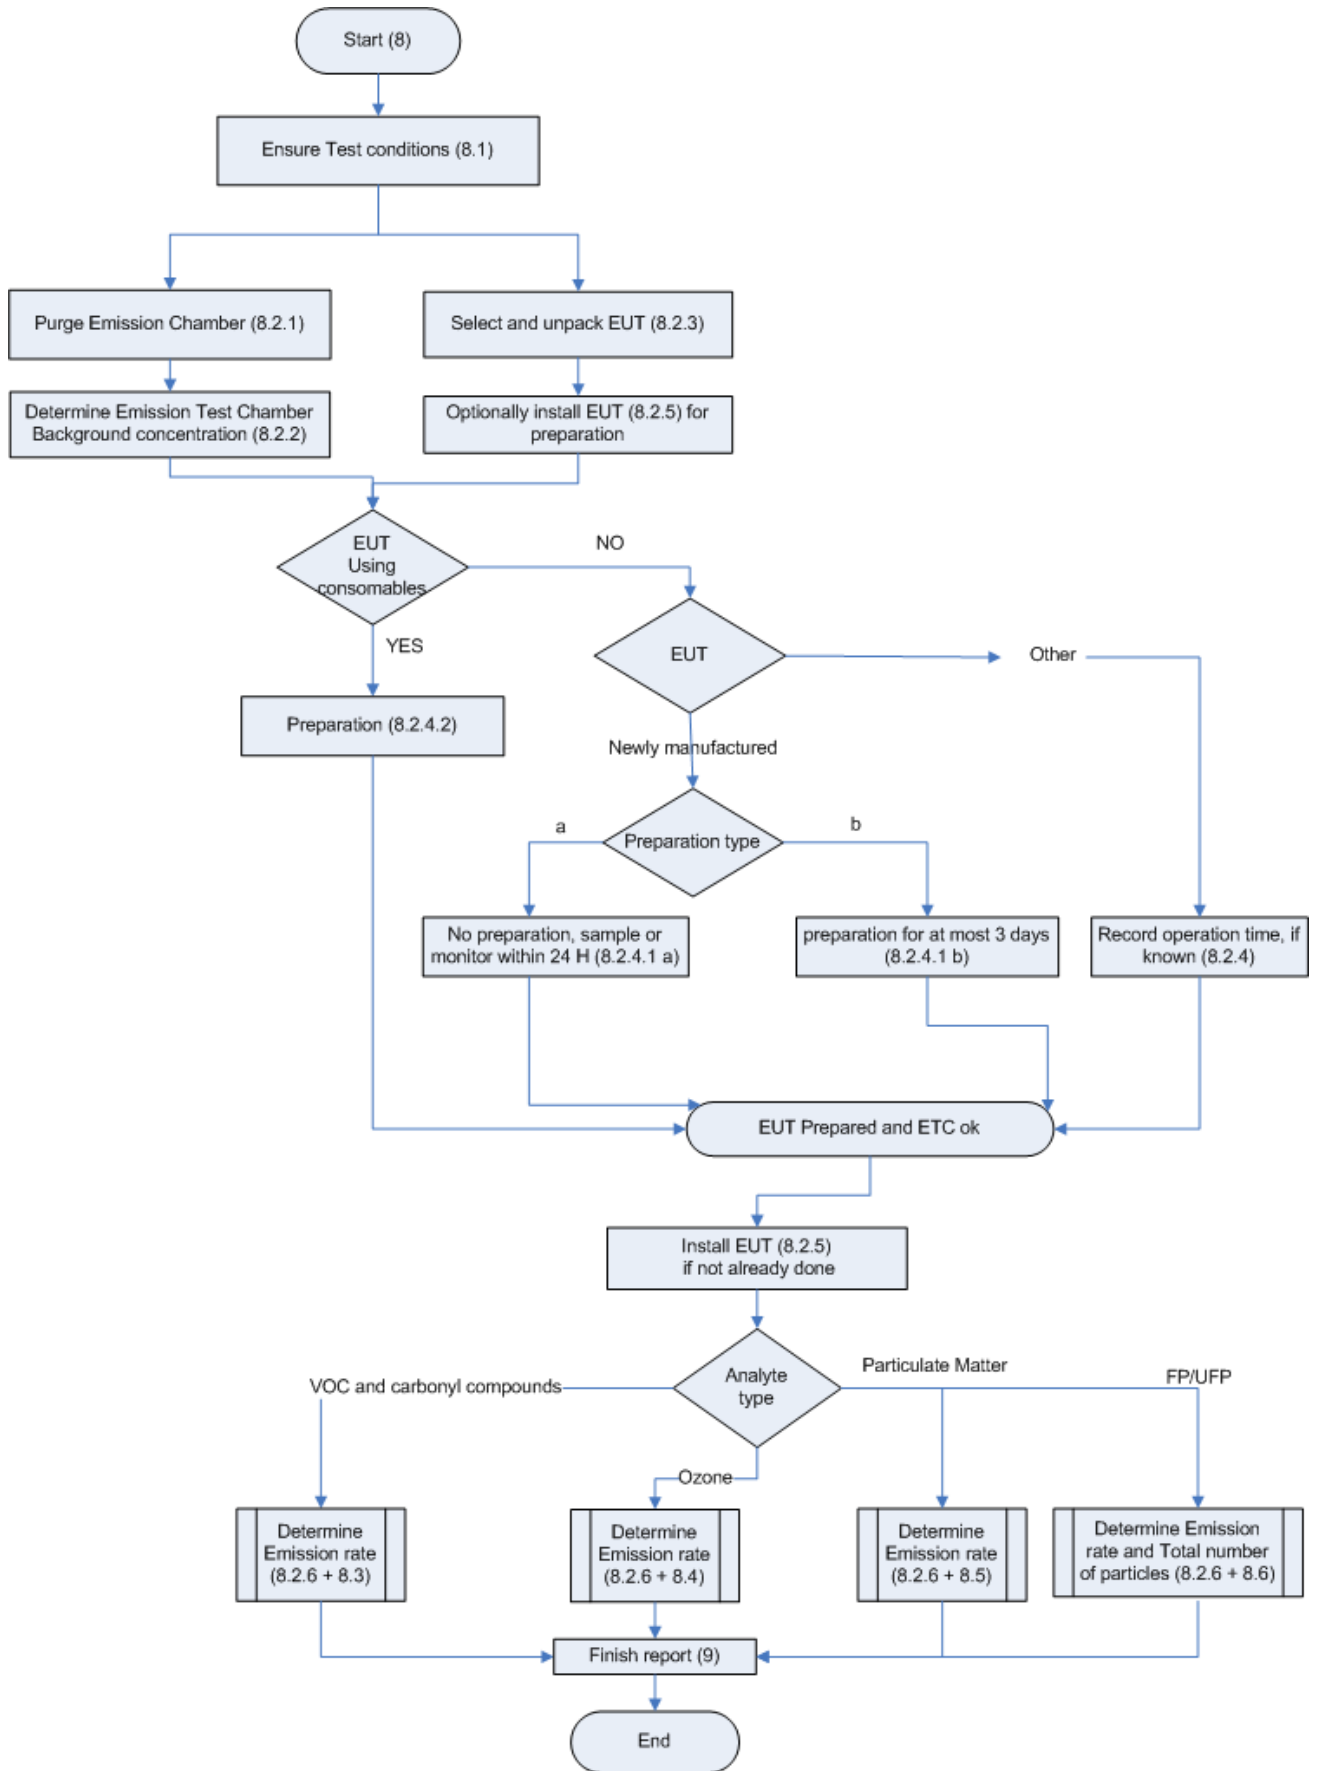 Start (8)
Ensure Test conditions (8.1)
Purge Emission Chamber (8.2.1)
Select and unpack EUT (8.2.3)
Determine Emission Test Chamber
Background concentration (8.2.2)
Optionally install EUT (8.2.5) for
preparation
EUT
Using
consomables
NO
YES
EUT
Other
Preparation (8.2.4.2)
Newly manufactured
a
Preparation type
b
No preparation, sample or
monitor within 24 H (8.2.4.1 a)
preparation for at most 3 days
(8.2.4.1 b)
Record operation time, if
known (8.2.4)
EUT Prepared and ETC ok
Install EUT (8.2.5)
if not already done
Analyte
type
VOC and carbonyl compounds
Particulate Matter
FP/UFP
Ozone
Determine
Emission rate
(8.2.6 + 8.3)
Determine
Emission rate
(8.2.6 + 8.4)
Determine
Emission rate
(8.2.6 + 8.5)
Determine Emission
rate and Total number
of particles (8.2.6 + 8.6)
Finish report (9)
End